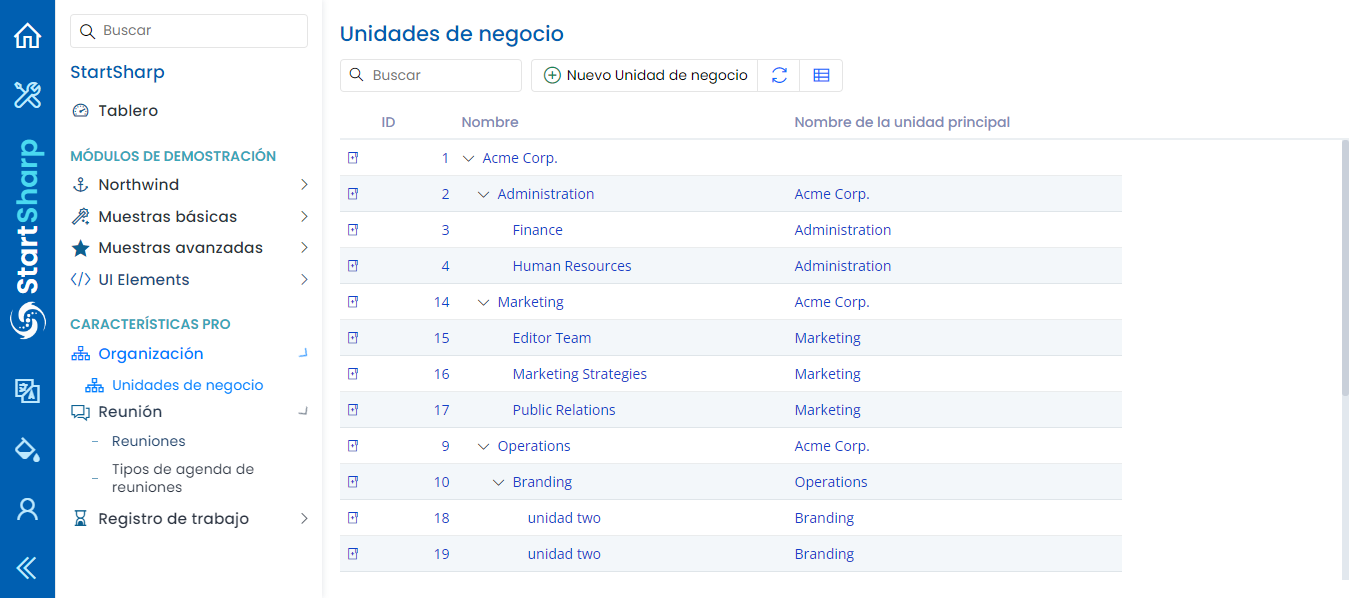 StartSharp
Buscar
StartSharp
Tablero
MÓDULOS DE DEMOSTRACIÓN
Northwind
Muestras básicas
Muestras avanzadas
UI Elements
CARACTERÍSTICAS PRO
Organización
Unidades de negocio
Reunión
Reuniones
Tipos de agenda de
reuniones
Registro de trabajo
Unidades de negocio
Buscar Nuevo Unidad de negocio
ID Nombre Nombre de la unidad principal
1 Acme Corp.
2 Administration Acme Corp.
3 Finance Administration
4 Human Resources Administration
14 Marketing Acme Corp.
15 Editor Team Marketing
16 Marketing Strategies Marketing
17 Public Relations Marketing
9 Operations Acme Corp.
10 Branding Operations
18 unidad two Branding
19 unidad two Branding